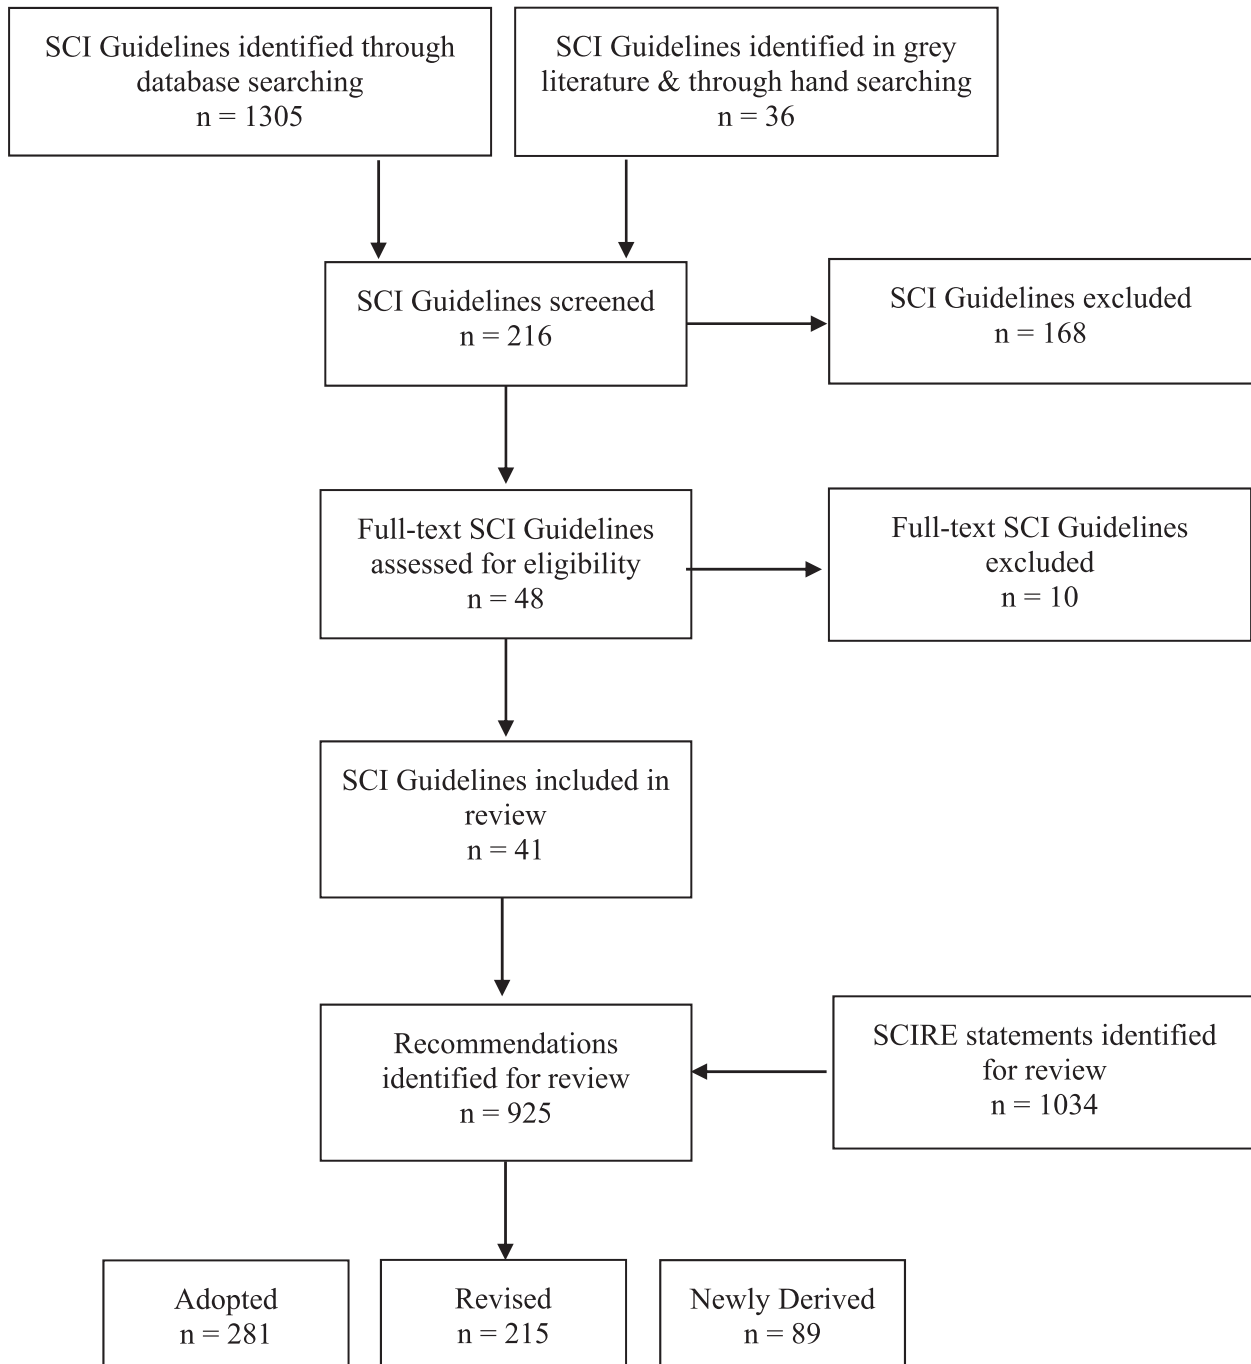 SCI Guidelines identified through
database searching
n = 1305
SCI Guidelines identified in grey
literature & through hand searching
n = 36
SCI Guidelines screened
n = 216
SCI Guidelines excluded
n = 168
Full-text SCI Guidelines
assessed for eligibility
n = 48
Full-text SCI Guidelines
excluded
n = 10
SCI Guidelines included in
review
n = 41
Recommendations
identified for review
n = 925
SCIRE statements identified
for review
n = 1034
Adopted
n = 281
Revised
n = 215
Newly Derived
n = 89